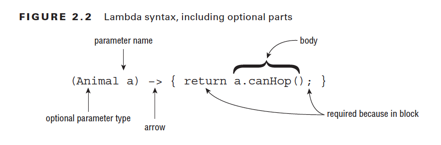 FIGURE 2.2 Lambda syntax, including optional parts
parameter name
body
(Animal a) -> { return a.canHop(); }
optional parameter type
arrow
required because in block